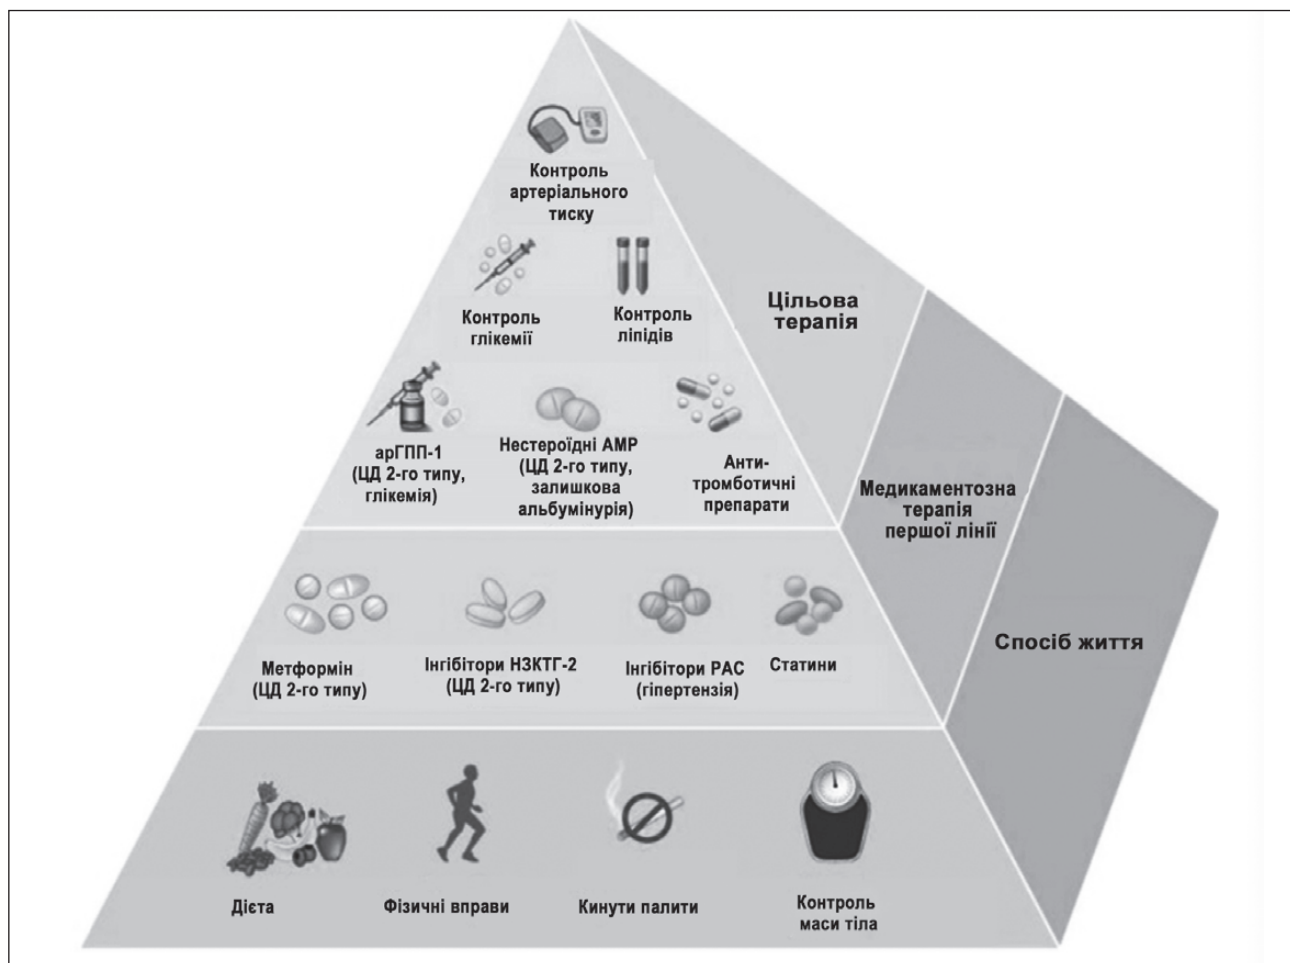 Контроль
артеріального
тиску
Контроль
глікемії
Контроль
ліпідів
арГПП-1
(ЦД 2-го типу,
глікемія)
Нестероїдні АМР
(ЦД 2-го типу,
залишкова
альбумінурія)
Анти-
тромботичні
препарати
Цільова
терапія
Медикаментозна
терапія
першої лінії
Спосіб життя
Метформін
(ЦД 2-го типу)
Інгібітори НЗКТГ-2
(ЦД 2-го типу)
Інгібітори РАС
(гіпертензія)
Статини
Дієта
Фізичні вправи
Кинути палити
Контроль
маси тіла